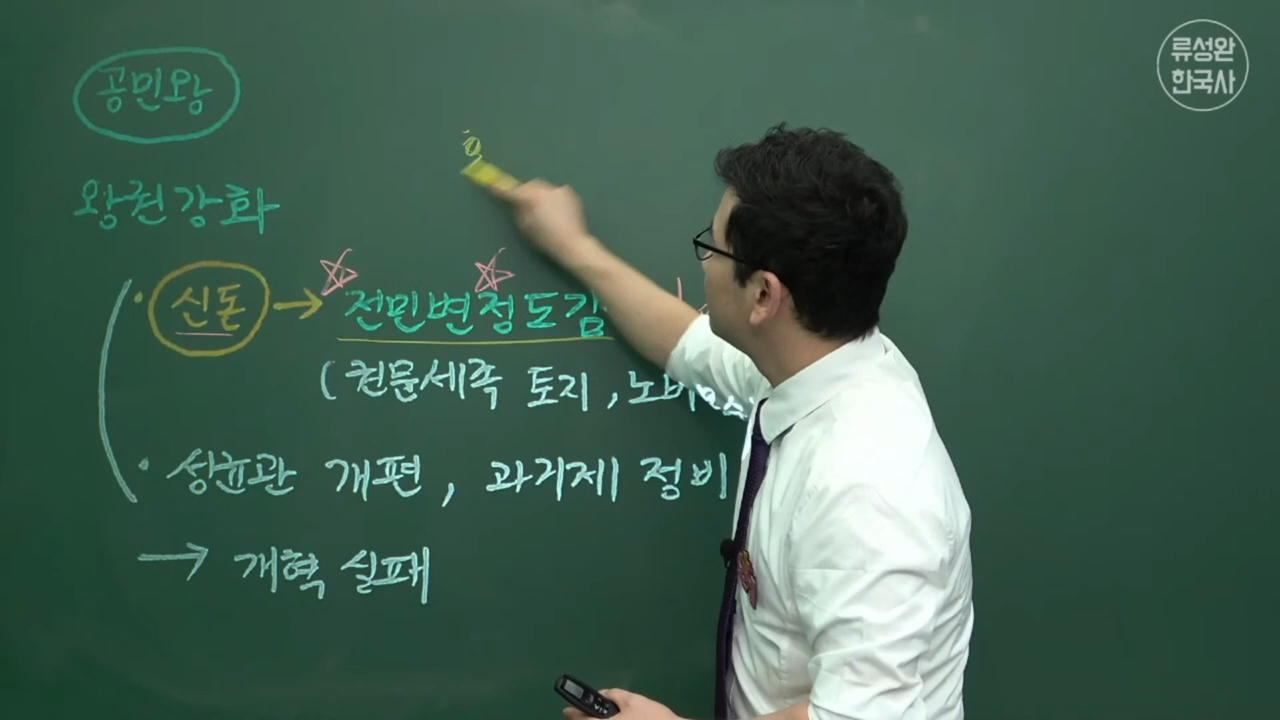 공민왕
류성완
한국사
왕권강화
· 신돈 → 전민변정도감
(권문세족 토지, 노비
· 성균관 개편, 과거제 정비
→ 개혁 실패